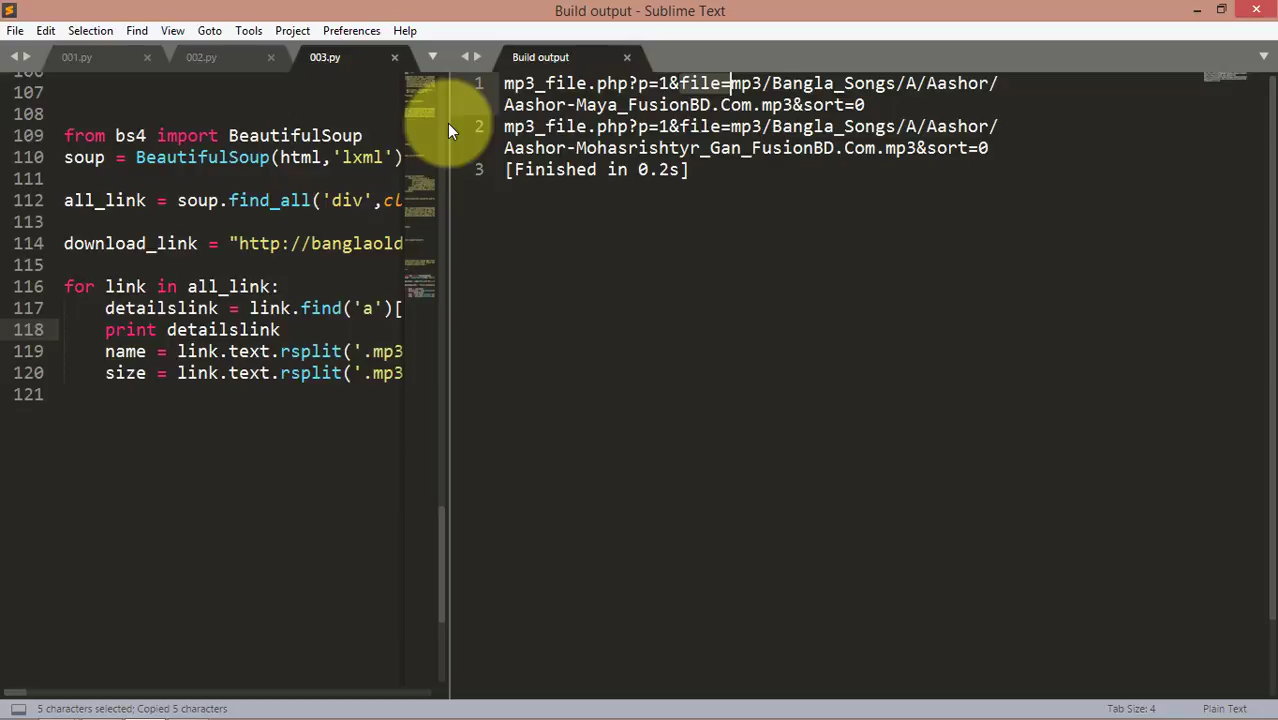 Build output - Sublime Text
File Edit Selection Find View Goto Tools Project Preferences Help
001.py 002.py 003.py
107
108
109 from bs4 import BeautifulSoup
110 soup = BeautifulSoup(html,'lxml')
111
112 all_link = soup.find_all('div',cl
113
114 download_link = "http://banglaold
115
116 for link in all_link:
117 detailslink = link.find('a')[
118 print detailslink
119 name = link.text.rsplit('.mp3
120 size = link.text.rsplit('.mp3
121
Build output
1 mp3_file.php?p=1&file=mp3/Bangla_Songs/A/Aashor/
Aashor-Maya_FusionBD.Com.mp3&sort=0
2 mp3_file.php?p=1&file=mp3/Bangla_Songs/A/Aashor/
Aashor-Mohasrishtyr_Gan_FusionBD.Com.mp3&sort=0
3 [Finished in 0.2s]
5 characters selected; Copied 5 characters
Tab Size: 4 Plain Text